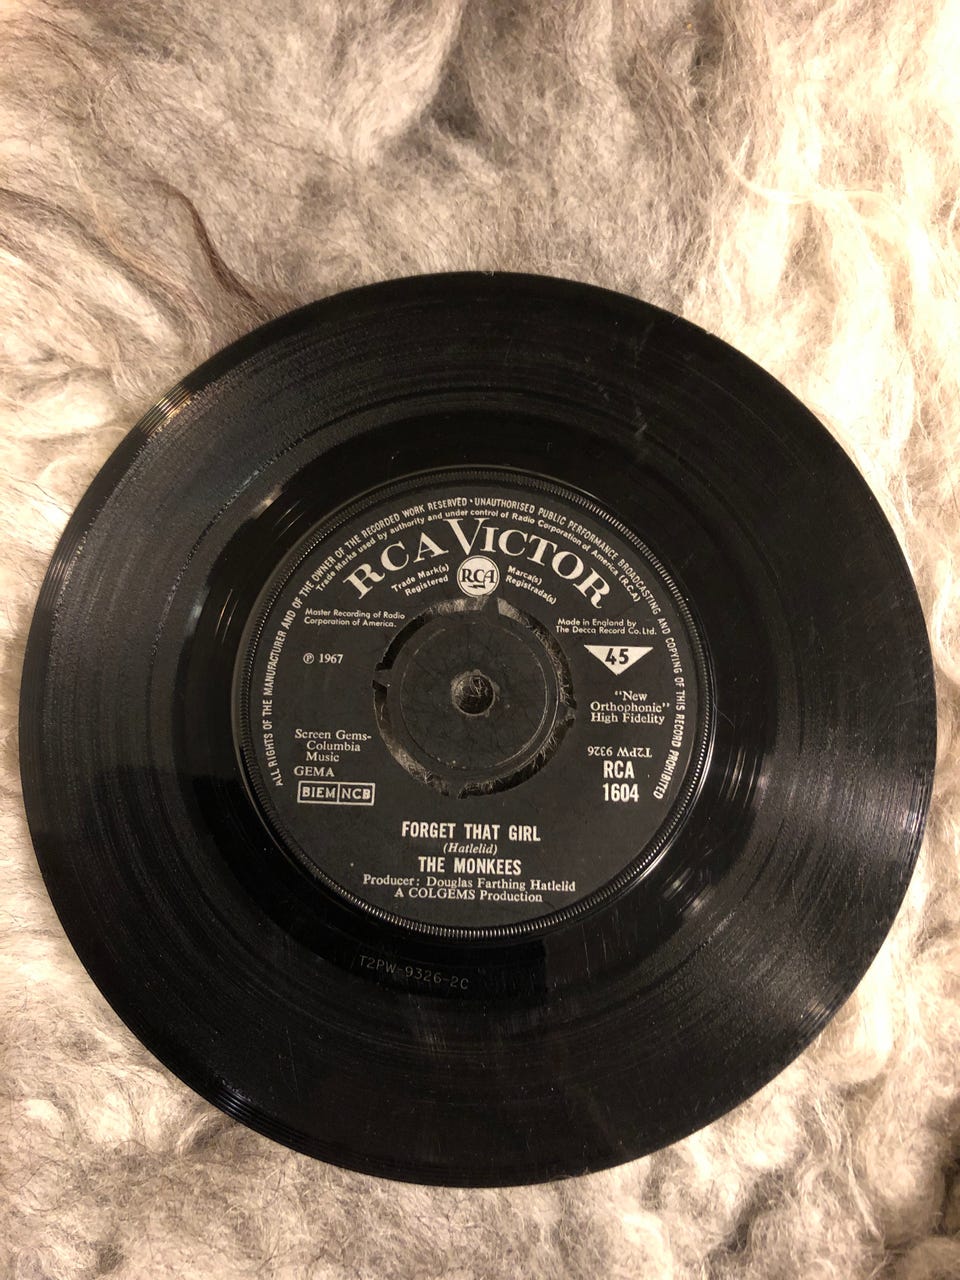 ALL RIGHTS OF THE MANUFACTURER AND OF THE OWNER OF THE RECORDED WORK RESERVED · UNAUTHORISED PUBLIC PERFORMANCE, BROADCASTING AND COPYING OF THIS RECORD PROHIBITED
Trade Marks used by authority and under control of Radio Corporation of America (R.C.A)
RCA VICTOR
Trade Mark(s)
Registered
RCA
Marca(s)
Registrada(s)
Master Recording of Radio
Corporation of America.
Made in England by
The Decca Record Co. Ltd.
℗ 1967
45
"New
Orthophonic"
High Fidelity
Screen Gems-
Columbia
Music
GEMA
BIEM NCB
T2PW 9326
RCA
1604
FORGET THAT GIRL
(Hatlelid)
THE MONKEES
Producer: Douglas Farthing Hatlelid
A COLGEMS Production
T2PW-9326-2C